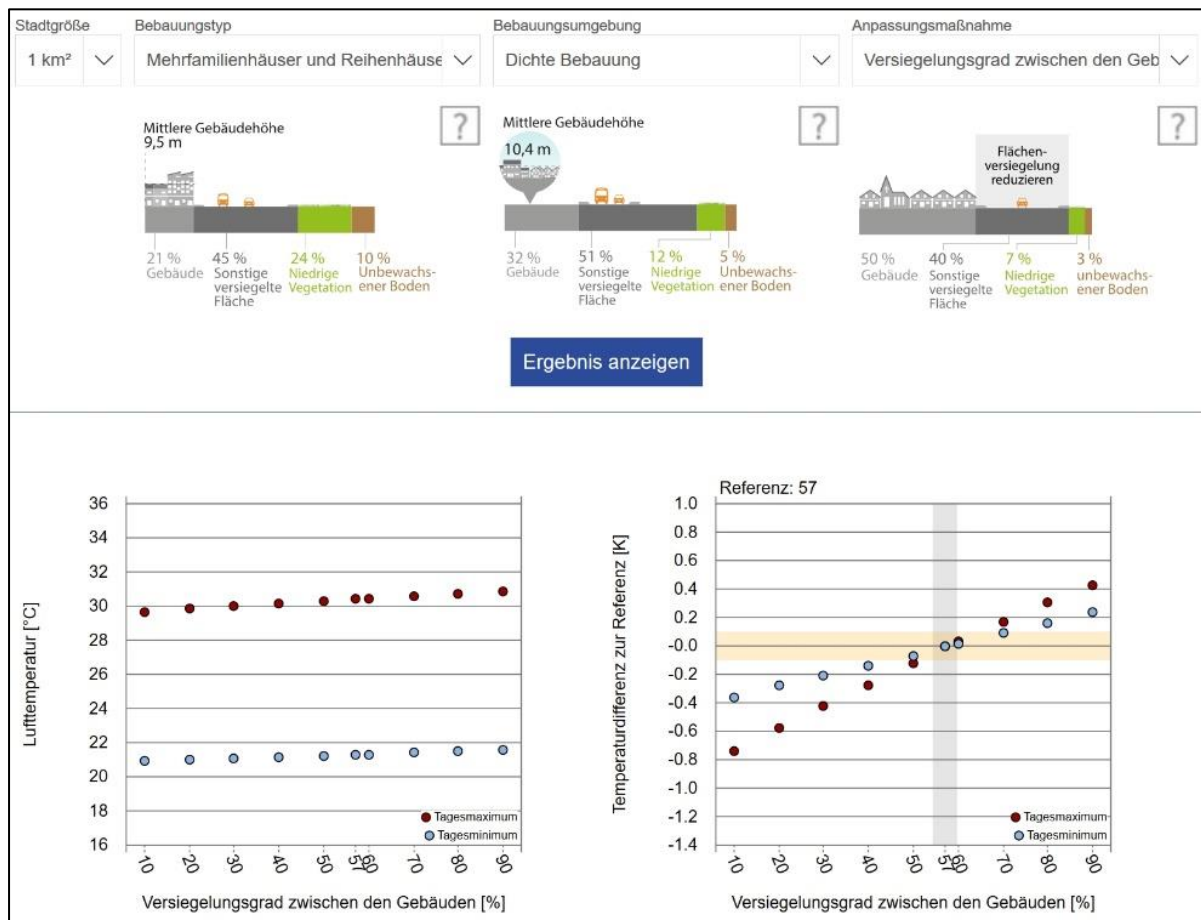 Stadtgröße
Bebauungstyp
Bebauungsumgebung
Anpassungsmaßnahme
1 km²
Mehrfamilienhäuser und Reihenhäuse
Dichte Bebauung
Versiegelungsgrad zwischen den Geb
Mittlere Gebäudehöhe
9,5 m
?
21 %
Gebäude
45 %
Sonstige
versiegelte
Fläche
24 %
Niedrige
Vegetation
10 %
Unbewachs-
ener Boden
Mittlere Gebäudehöhe
10,4 m
?
32 %
Gebäude
51 %
Sonstige
versiegelte
Fläche
12 %
Niedrige
Vegetation
5 %
Unbewachs-
ener Boden
Flächen-
versiegelung
reduzieren
?
50 %
Gebäude
40 %
Sonstige
versiegelte
Fläche
7 %
Niedrige
Vegetation
3 %
unbewachs-
ener Boden
Ergebnis anzeigen
Lufttemperatur [°C]
36
34
32
30
28
26
24
22
20
18
16
Tagesmaximum
Tagesminimum
10
20
30
40
50
57
60
70
80
90
Versiegelungsgrad zwischen den Gebäuden [%]
Referenz: 57
Temperaturdifferenz zur Referenz [K]
1.0
0.8
0.6
0.4
0.2
-0.0
-0.2
-0.4
-0.6
-0.8
-1.0
-1.2
-1.4
Tagesmaximum
Tagesminimum
10
20
30
40
50
57
60
70
80
90
Versiegelungsgrad zwischen den Gebäuden [%]